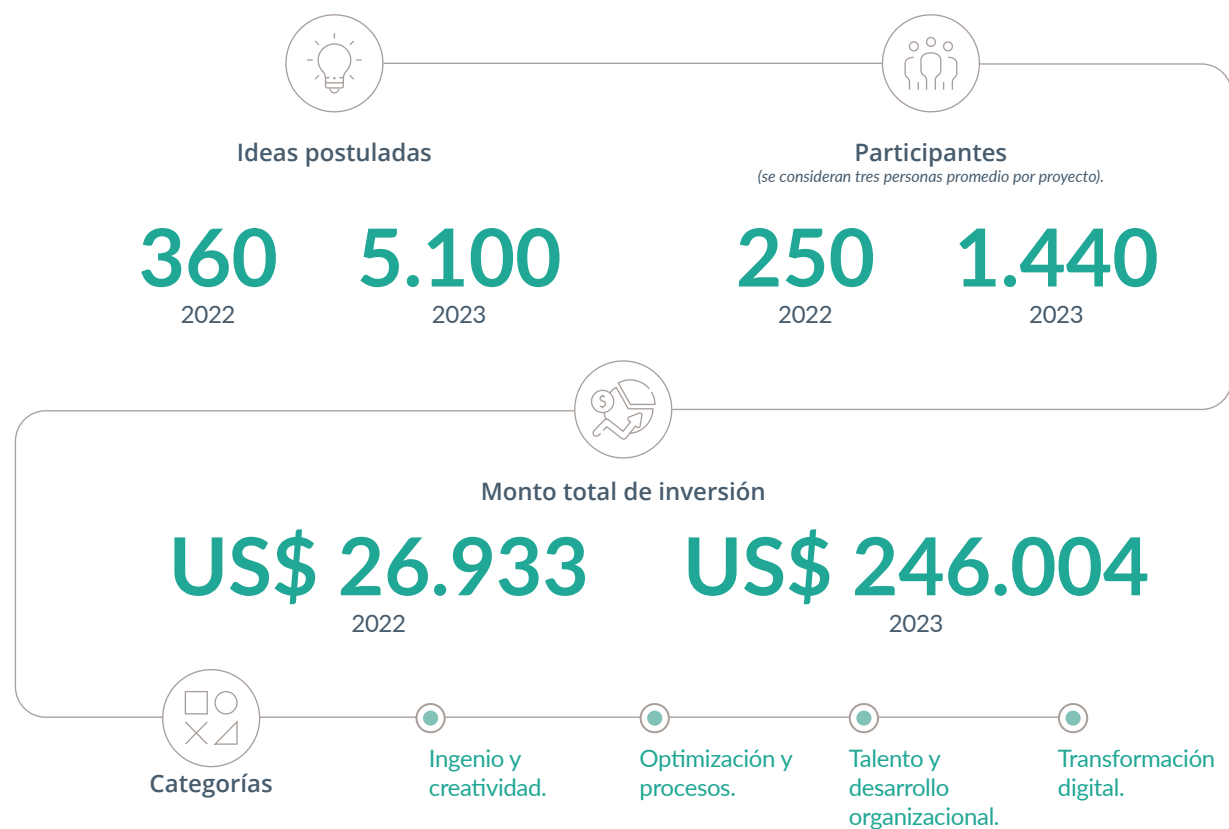 Ideas postuladas
360
2022
5.100
2023
Participantes
(se consideran tres personas promedio por proyecto).
250
2022
1.440
2023
Monto total de inversión
US$ 26.933
2022
US$ 246.004
2023
Categorías
Ingenio y
creatividad.
Optimización y
procesos.
Talento y
desarrollo
organizacional.
Transformación
digital.